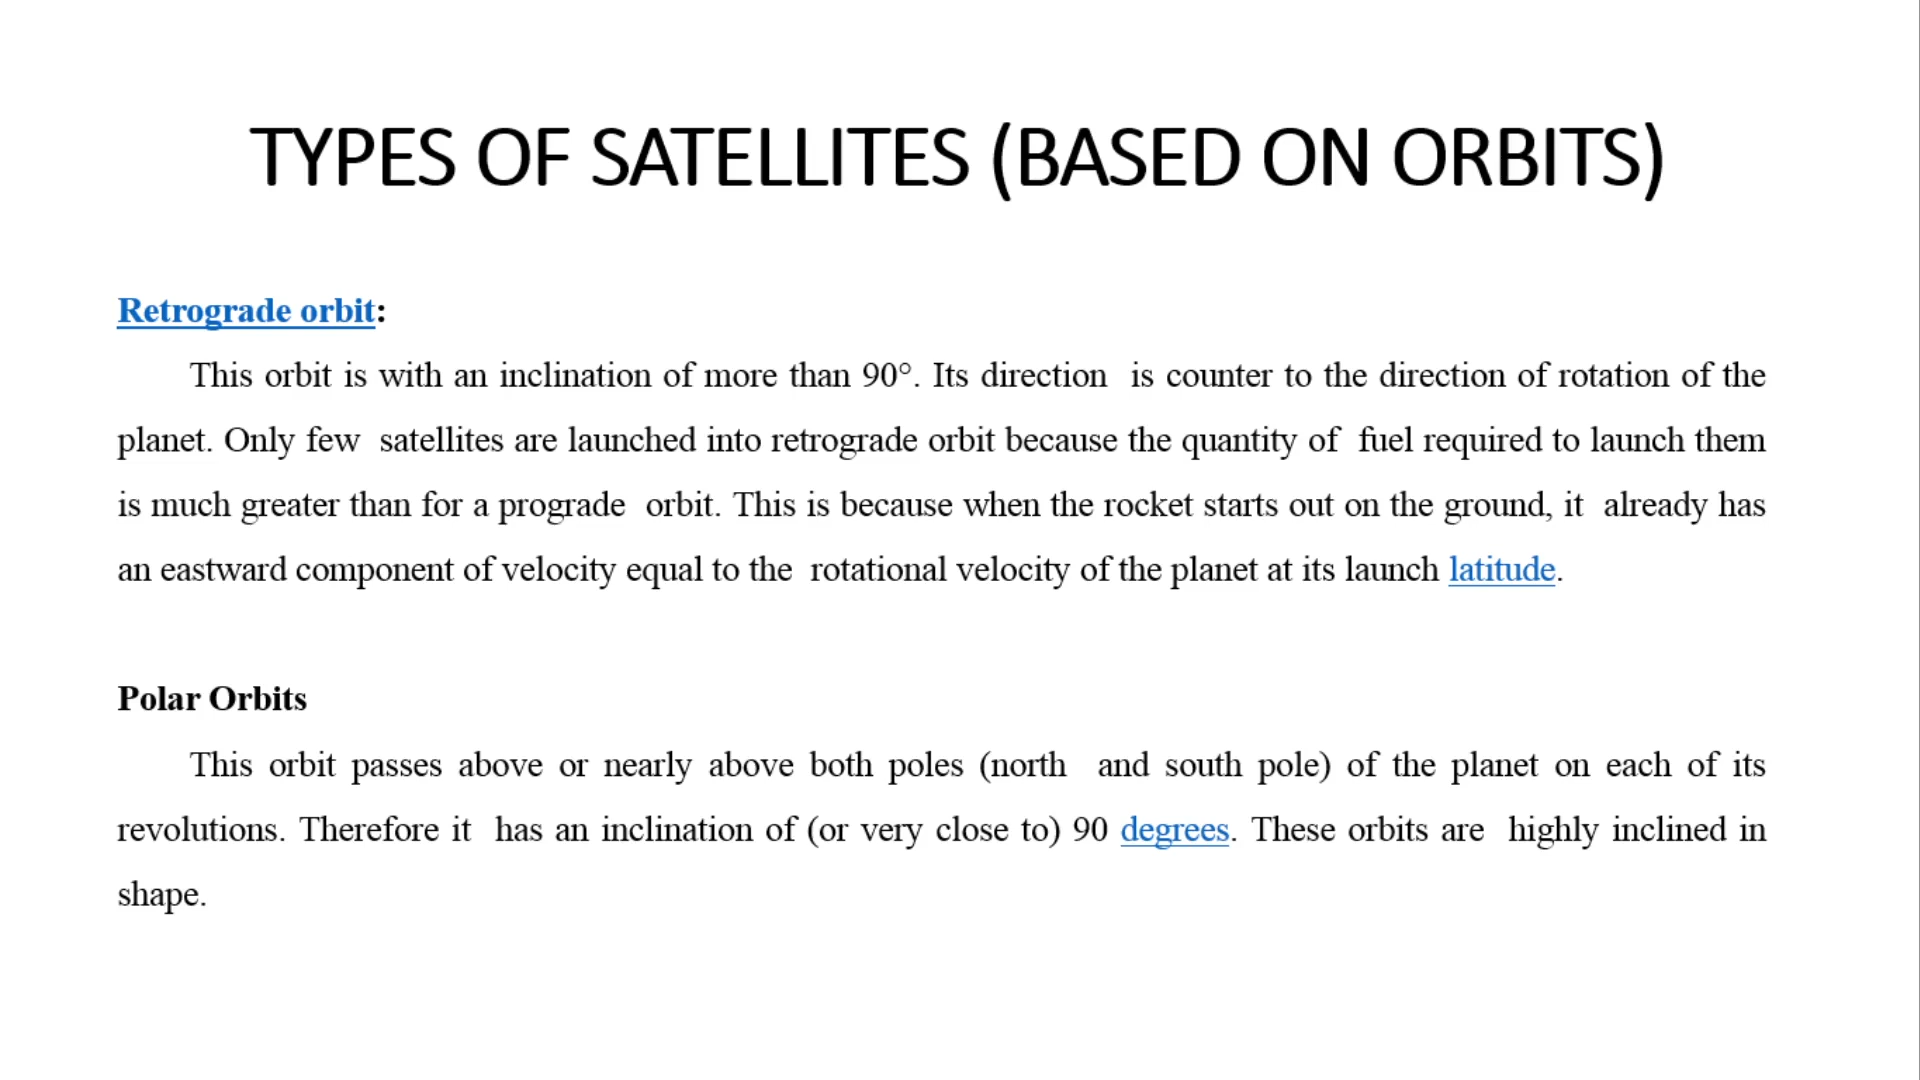 TYPES OF SATELLITES (BASED ON ORBITS)
Retrograde orbit:
This orbit is with an inclination of more than 90°. Its direction is counter to the direction of rotation of the
planet. Only few satellites are launched into retrograde orbit because the quantity of fuel required to launch them
is much greater than for a prograde orbit. This is because when the rocket starts out on the ground, it already has
an eastward component of velocity equal to the rotational velocity of the planet at its launch latitude.
Polar Orbits
This orbit passes above or nearly above both poles (north and south pole) of the planet on each of its
revolutions. Therefore it has an inclination of (or very close to) 90 degrees. These orbits are highly inclined in
shape.